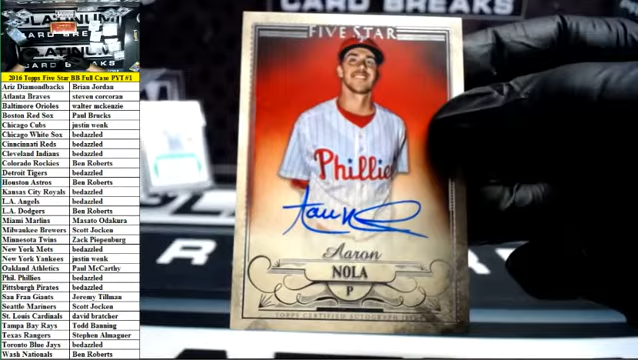 PLATINUM
CARD BREAKS
2016 Topps Five Star BB Full Case PYT #1
Ariz Diamondbacks Brian Jordan
Atlanta Braves steven corcoran
Baltimore Orioles walter mckenzie
Boston Red Sox Paul Brucks
Chicago Cubs justin wenk
Chicago White Sox bedazzled
Cincinnati Reds bedazzled
Cleveland Indians bedazzled
Colorado Rockies Ben Roberts
Detroit Tigers bedazzled
Houston Astros Ben Roberts
Kansas City Royals bedazzled
L.A. Angels bedazzled
L.A. Dodgers Ben Roberts
Miami Marlins Masato Odakura
Milwaukee Brewers Scott Jocken
Minnesota Twins Zack Piepenburg
New York Mets bedazzled
New York Yankees justin wenk
Oakland Athletics Paul McCarthy
Phil. Phillies bedazzled
Pittsburgh Pirates bedazzled
San Fran Giants Jeremy Tillman
Seattle Mariners Scott Jocken
St. Louis Cardinals david bratcher
Tampa Bay Rays Todd Banning
Texas Rangers Stephen Almagner
Toronto Blue Jays bedazzled
Wash Nationals Ben Roberts
CARD BREAKS
FIVE STAR
Phillies
Aaron
NOLA
P
TOPPS CERTIFIED AUTOGRAPH ISSUE